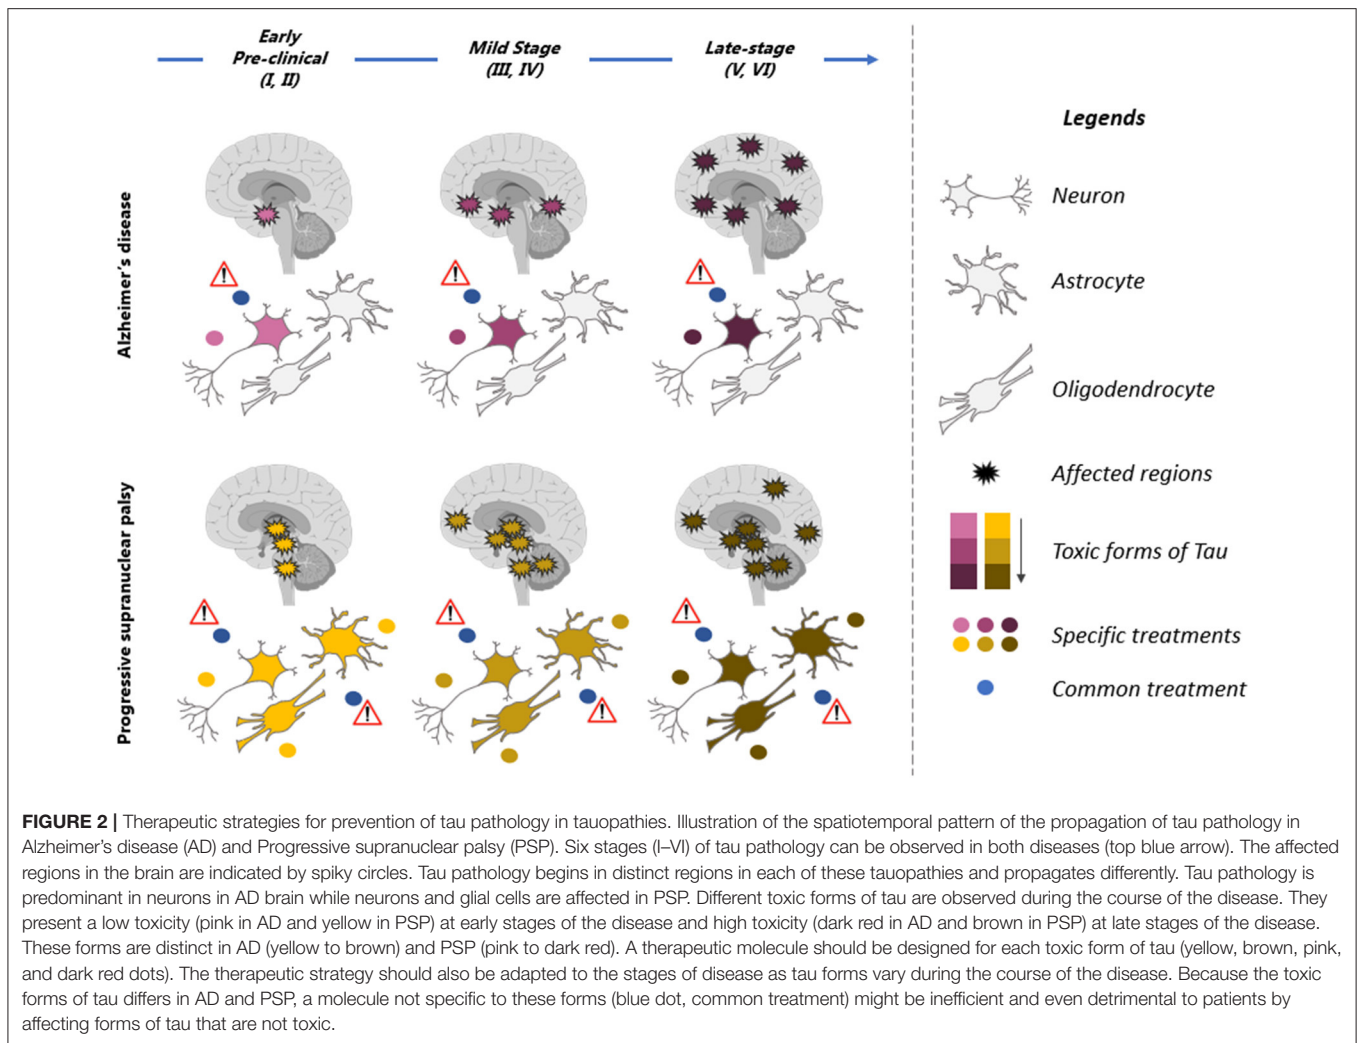 Early
Pre-clinical
(I, II)
Mild Stage
(III, IV)
Late-stage
(V, VI)
Alzheimer's disease
Progressive supranuclear palsy
!
!
!
!
!
!
!
!
!
Legends
Neuron
Astrocyte
Oligodendrocyte
Affected regions
Toxic forms of Tau
Specific treatments
Common treatment
FIGURE 2 | Therapeutic strategies for prevention of tau pathology in tauopathies. Illustration of the spatiotemporal pattern of the propagation of tau pathology in
Alzheimer's disease (AD) and Progressive supranuclear palsy (PSP). Six stages (I–VI) of tau pathology can be observed in both diseases (top blue arrow). The affected
regions in the brain are indicated by spiky circles. Tau pathology begins in distinct regions in each of these tauopathies and propagates differently. Tau pathology is
predominant in neurons in AD brain while neurons and glial cells are affected in PSP. Different toxic forms of tau are observed during the course of the disease. They
present a low toxicity (pink in AD and yellow in PSP) at early stages of the disease and high toxicity (dark red in AD and brown in PSP) at late stages of the disease.
These forms are distinct in AD (yellow to brown) and PSP (pink to dark red). A therapeutic molecule should be designed for each toxic form of tau (yellow, brown, pink,
and dark red dots). The therapeutic strategy should also be adapted to the stages of disease as tau forms vary during the course of the disease. Because the toxic
forms of tau differs in AD and PSP, a molecule not specific to these forms (blue dot, common treatment) might be inefficient and even detrimental to patients by
affecting forms of tau that are not toxic.